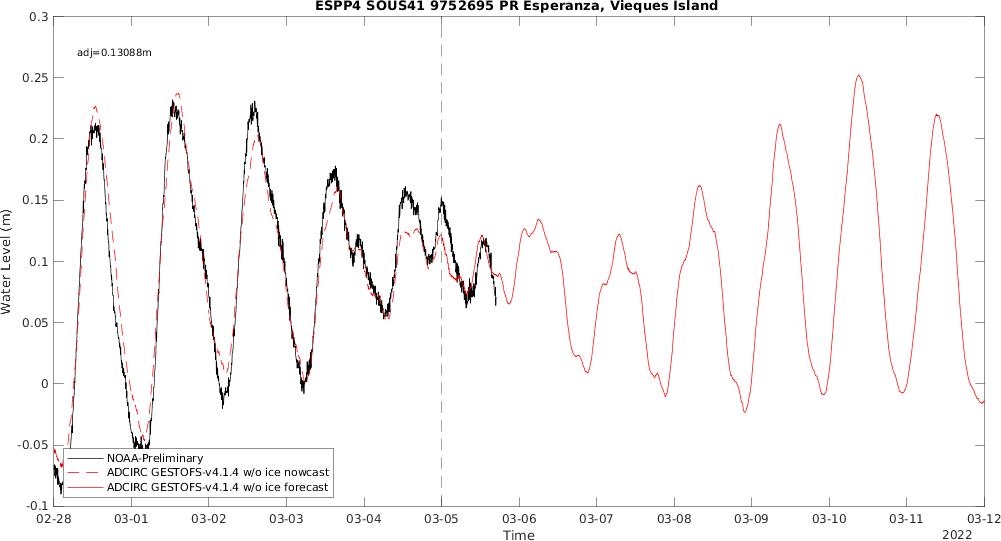 ESPP4 SOUS41 9752695 PR Esperanza, Vieques Island
adj=0.13088m
0.3
0.25
0.2
0.15
0.1
0.05
0
-0.05
-0.1
Water Level (m)
NOAA-Preliminary
ADCIRC GESTOFS-v4.1.4 w/o ice nowcast
ADCIRC GESTOFS-v4.1.4 w/o ice forecast
02-28 03-01 03-02 03-03 03-04 03-05 03-06 03-07 03-08 03-09 03-10 03-11 03-12
Time
2022